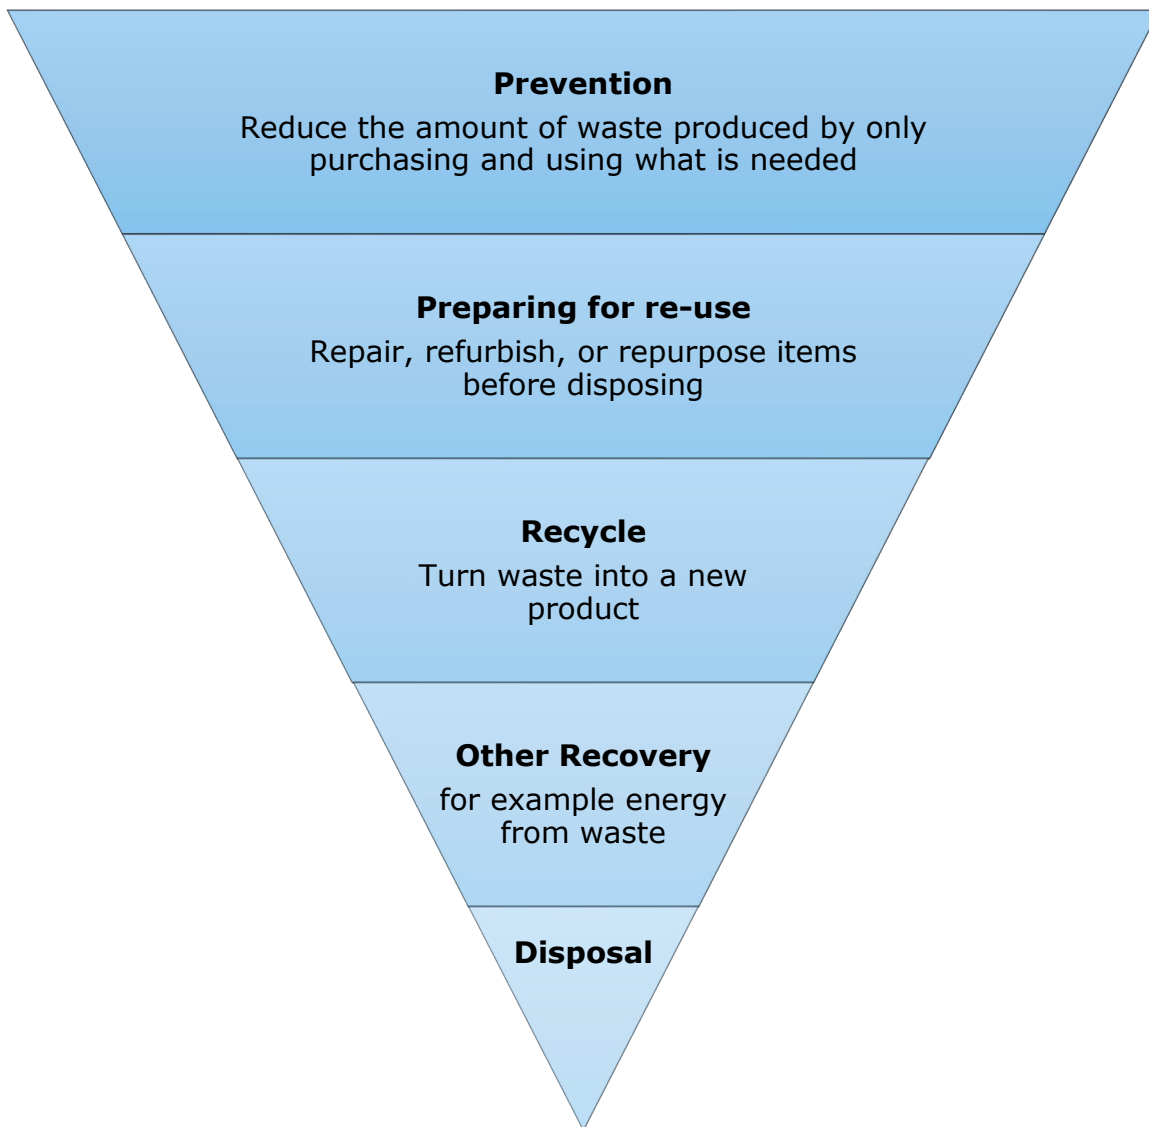 Prevention
Reduce the amount of waste produced by only
purchasing and using what is needed
Preparing for re-use
Repair, refurbish, or repurpose items
before disposing
Recycle
Turn waste into a new
product
Other Recovery
for example energy
from waste
Disposal